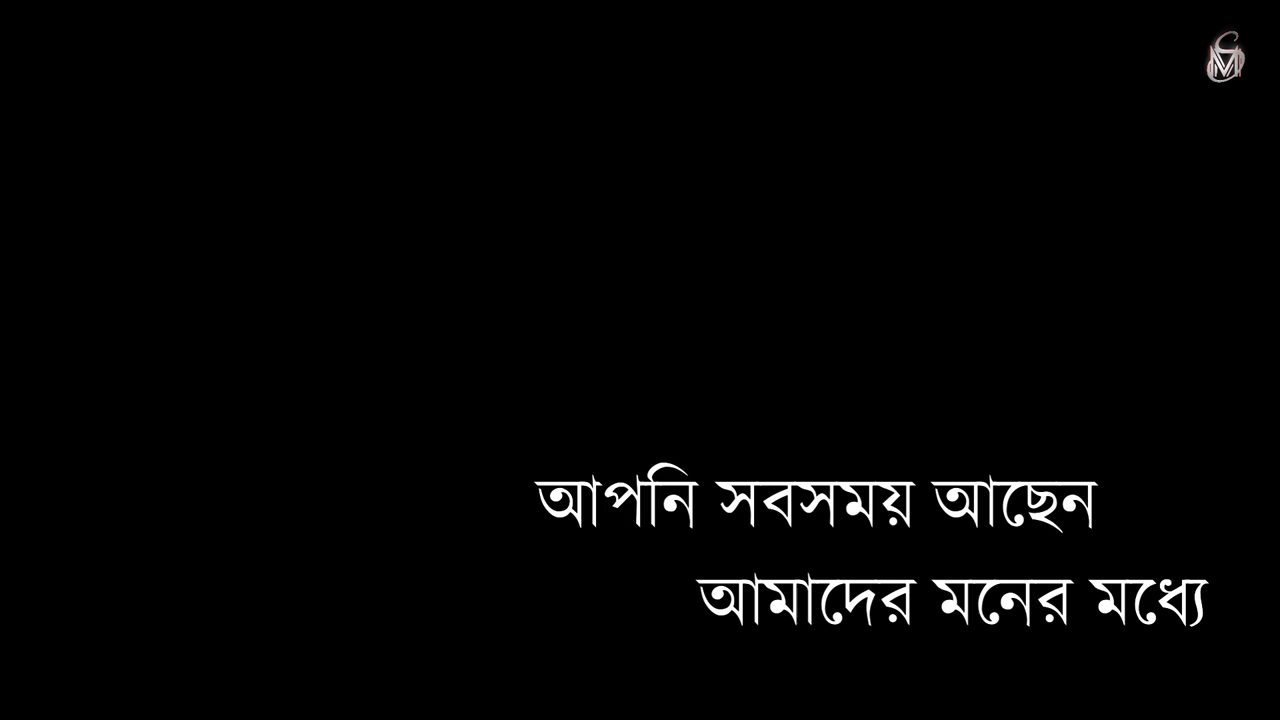 আপনি সবসময় আছেন
আমাদের মনের মধ্যে